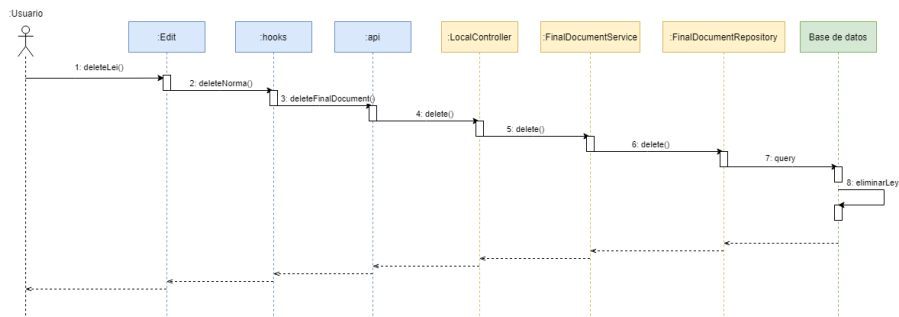 :Usuario
:Edit
:hooks
:api
:LocalController
:FinalDocumentService
:FinalDocumentRepository
Base de datos
1: deleteLei()
2: deleteNorma()
3: deleteFinalDocument()
4: delete()
5: delete()
6: delete()
7: query
8: eliminarLey